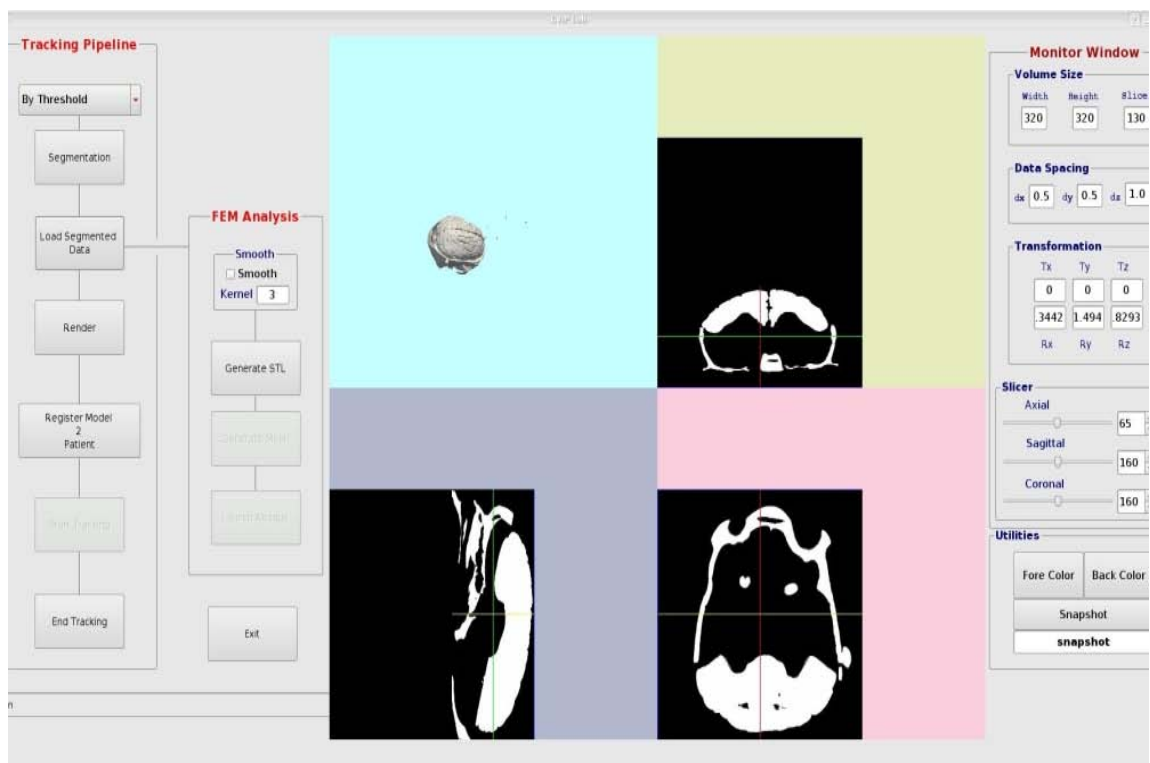 Tracking Pipeline
By Threshold
Segmentation
Load Segmented
Data
Render
Register Model
2
Patient
End Tracking
FEM Analysis
Smooth
Smooth
Kernel 3
Generate STL
Exit
Monitor Window
Volume Size
Width Height Slice
320 320 130
Data Spacing
dx 0.5 dy 0.5 dz 1.0
Transformation
Tx Ty Tz
0 0 0
.3442 1.494 .8293
Rx Ry Rz
Slicer
Axial
65
Sagittal
160
Coronal
160
Utilities
Fore Color Back Color
Snapshot
snapshot